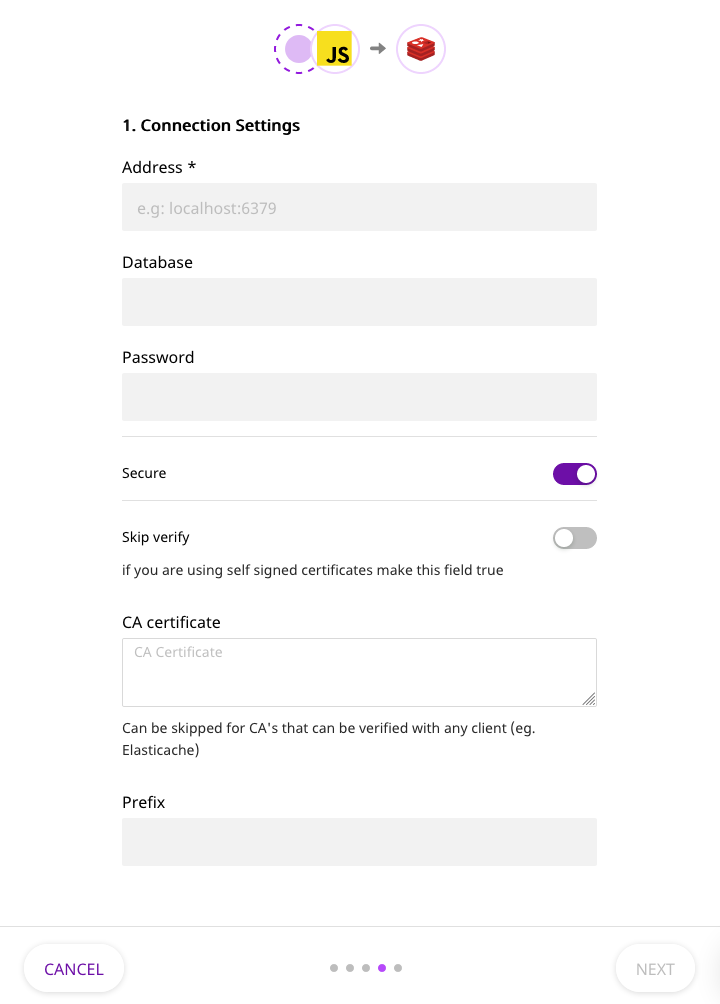 JS
1. Connection Settings
Address *
e.g: localhost:6379
Database
Password
Secure
Skip verify
if you are using self signed certificates make this field true
CA certificate
CA Certificate
Can be skipped for CA's that can be verified with any client (eg.
Elasticache)
Prefix
CANCEL
NEXT